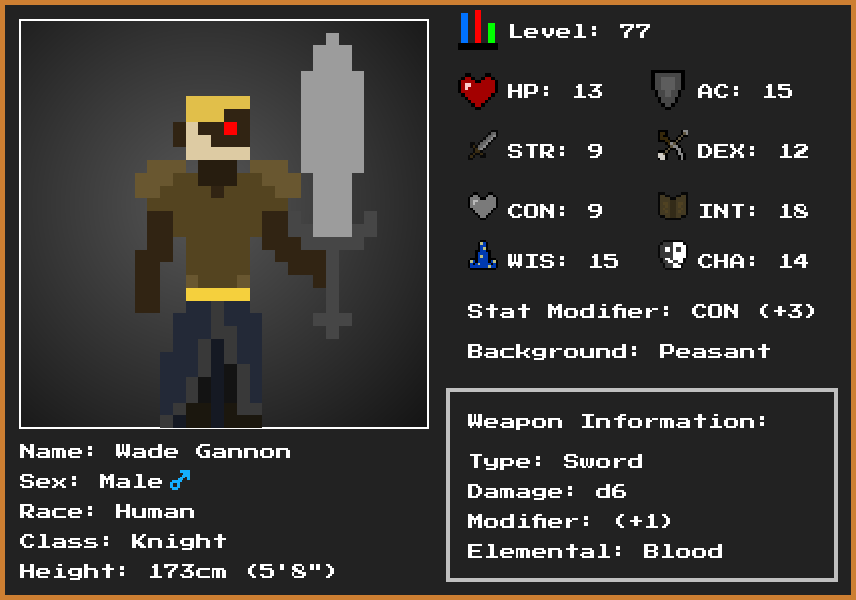 Level: 77
HP: 13 AC: 15
STR: 9 DEX: 12
CON: 9 INT: 18
WIS: 15 CHA: 14
Stat Modifier: CON (+3)
Background: Peasant
Weapon Information:
Type: Sword
Damage: d6
Modifier: (+1)
Elemental: Blood
Name: Wade Gannon
Sex: Male ♂
Race: Human
Class: Knight
Height: 173cm (5'8")